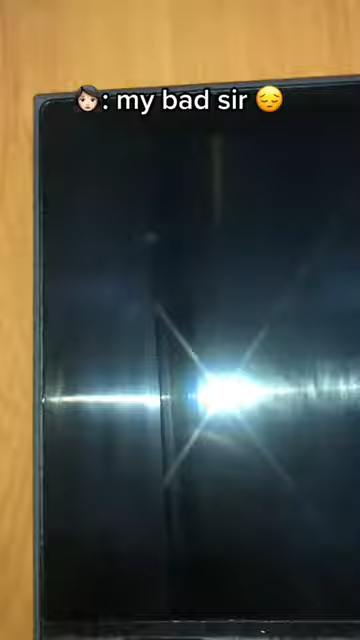 👩🏻: my bad sir 😔